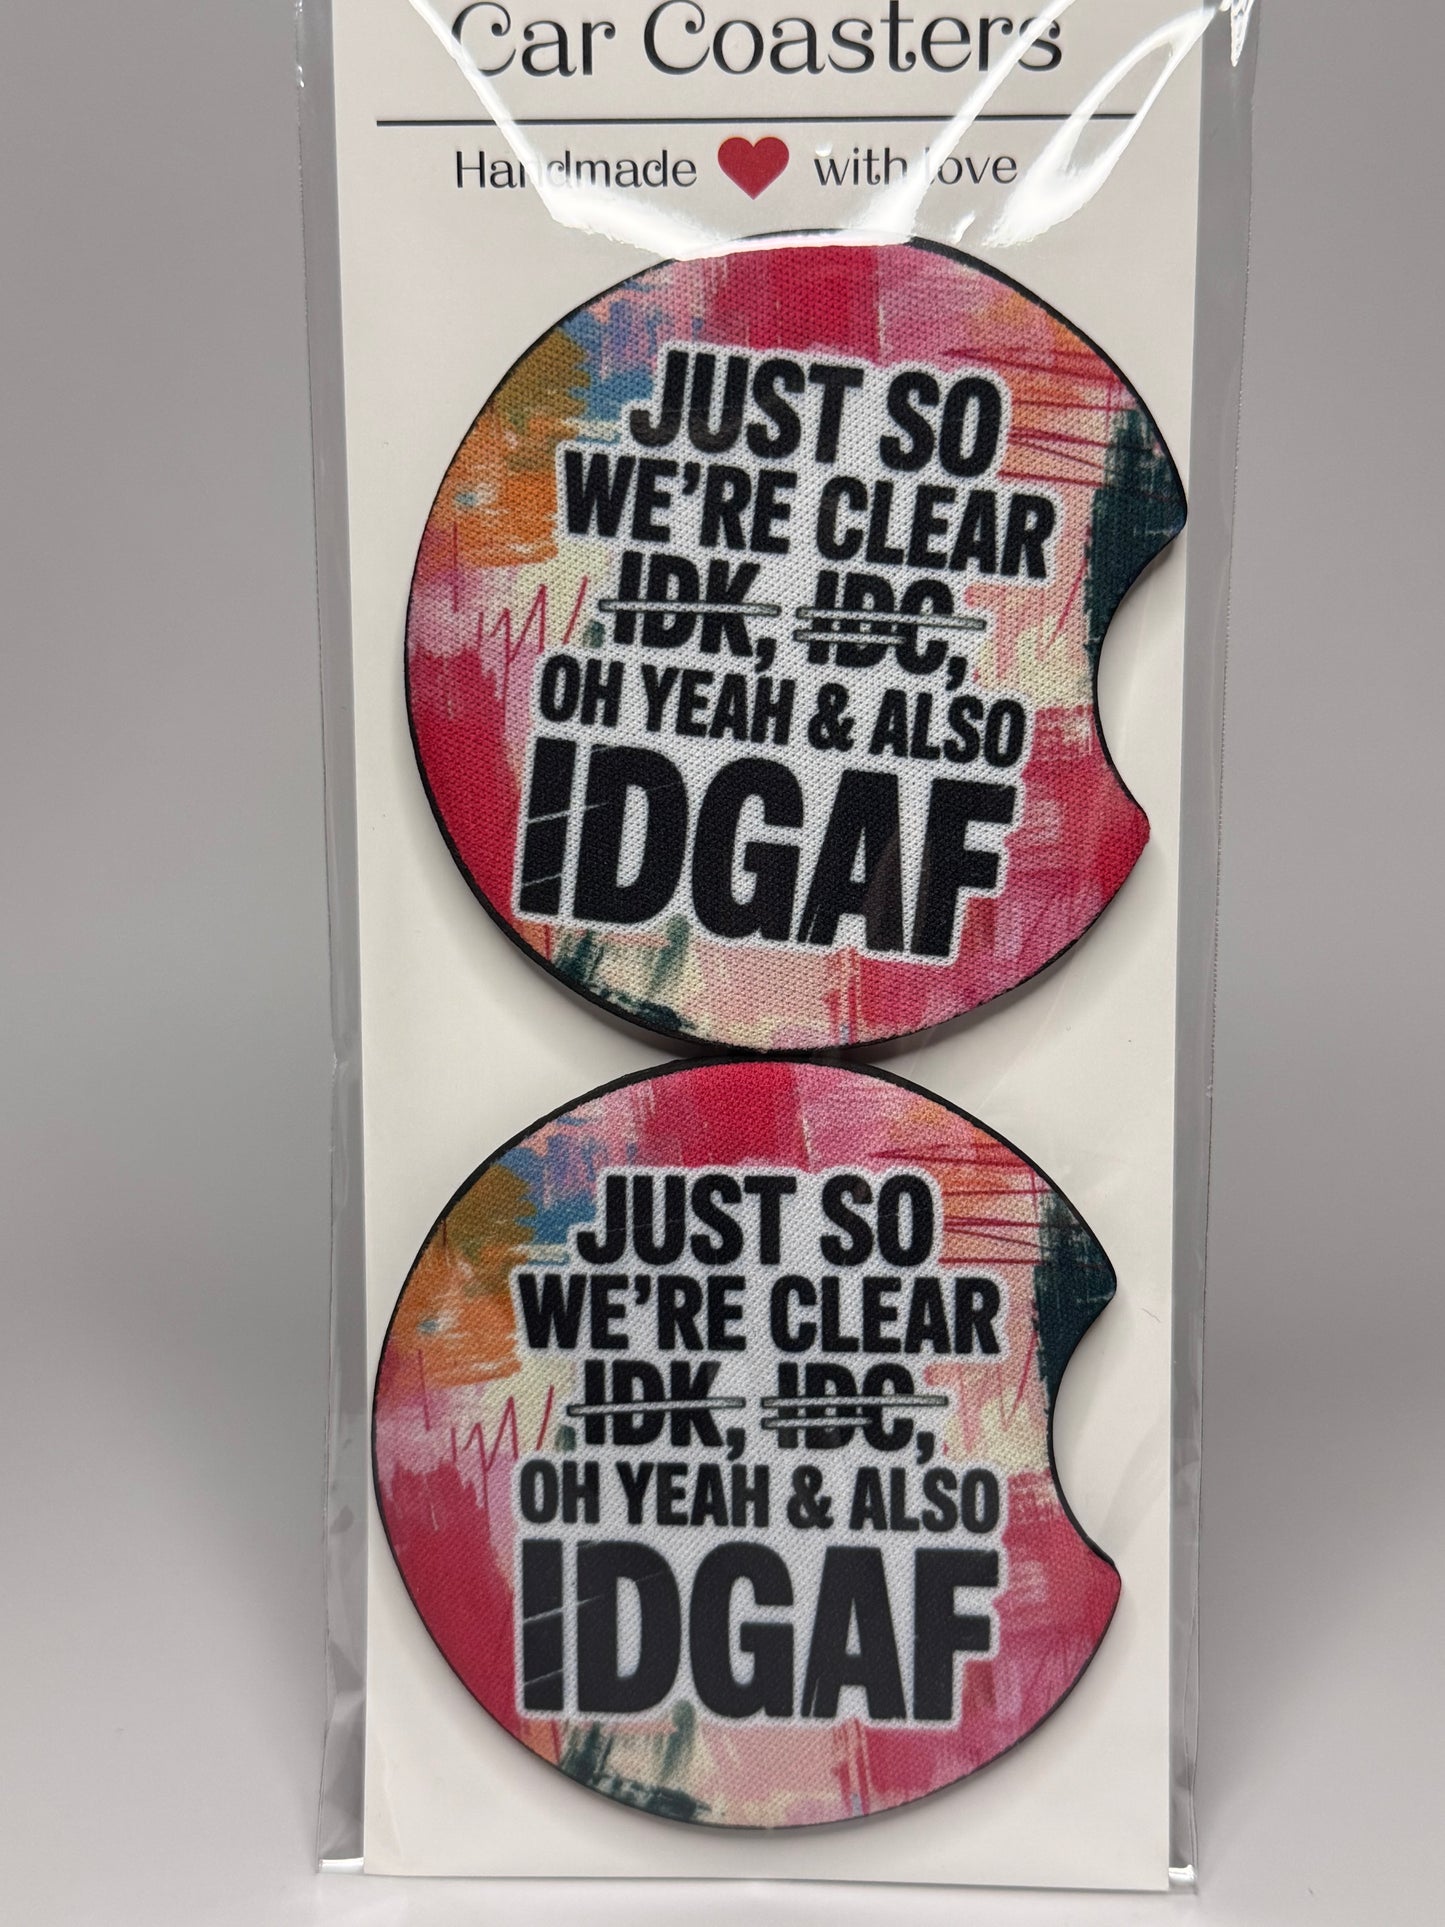 Car Coasters
Handmade ❤ with love
JUST SO
WE'RE CLEAR
IDK, IDC,
OH YEAH & ALSO
IDGAF
JUST SO
WE'RE CLEAR
IDK, IDC,
OH YEAH & ALSO
IDGAF